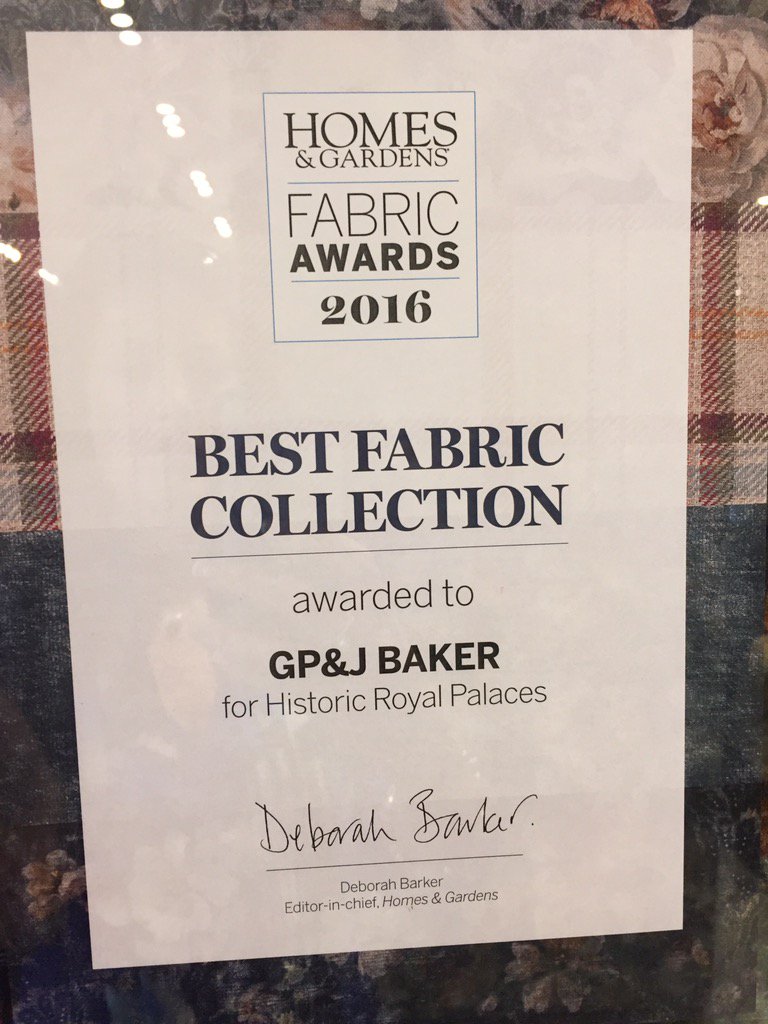 HOMES
& GARDENS
FABRIC
AWARDS
2016
BEST FABRIC
COLLECTION
awarded to
GP&J BAKER
for Historic Royal Palaces
Deborah Barker.
Deborah Barker
Editor-in-chief, Homes & Gardens